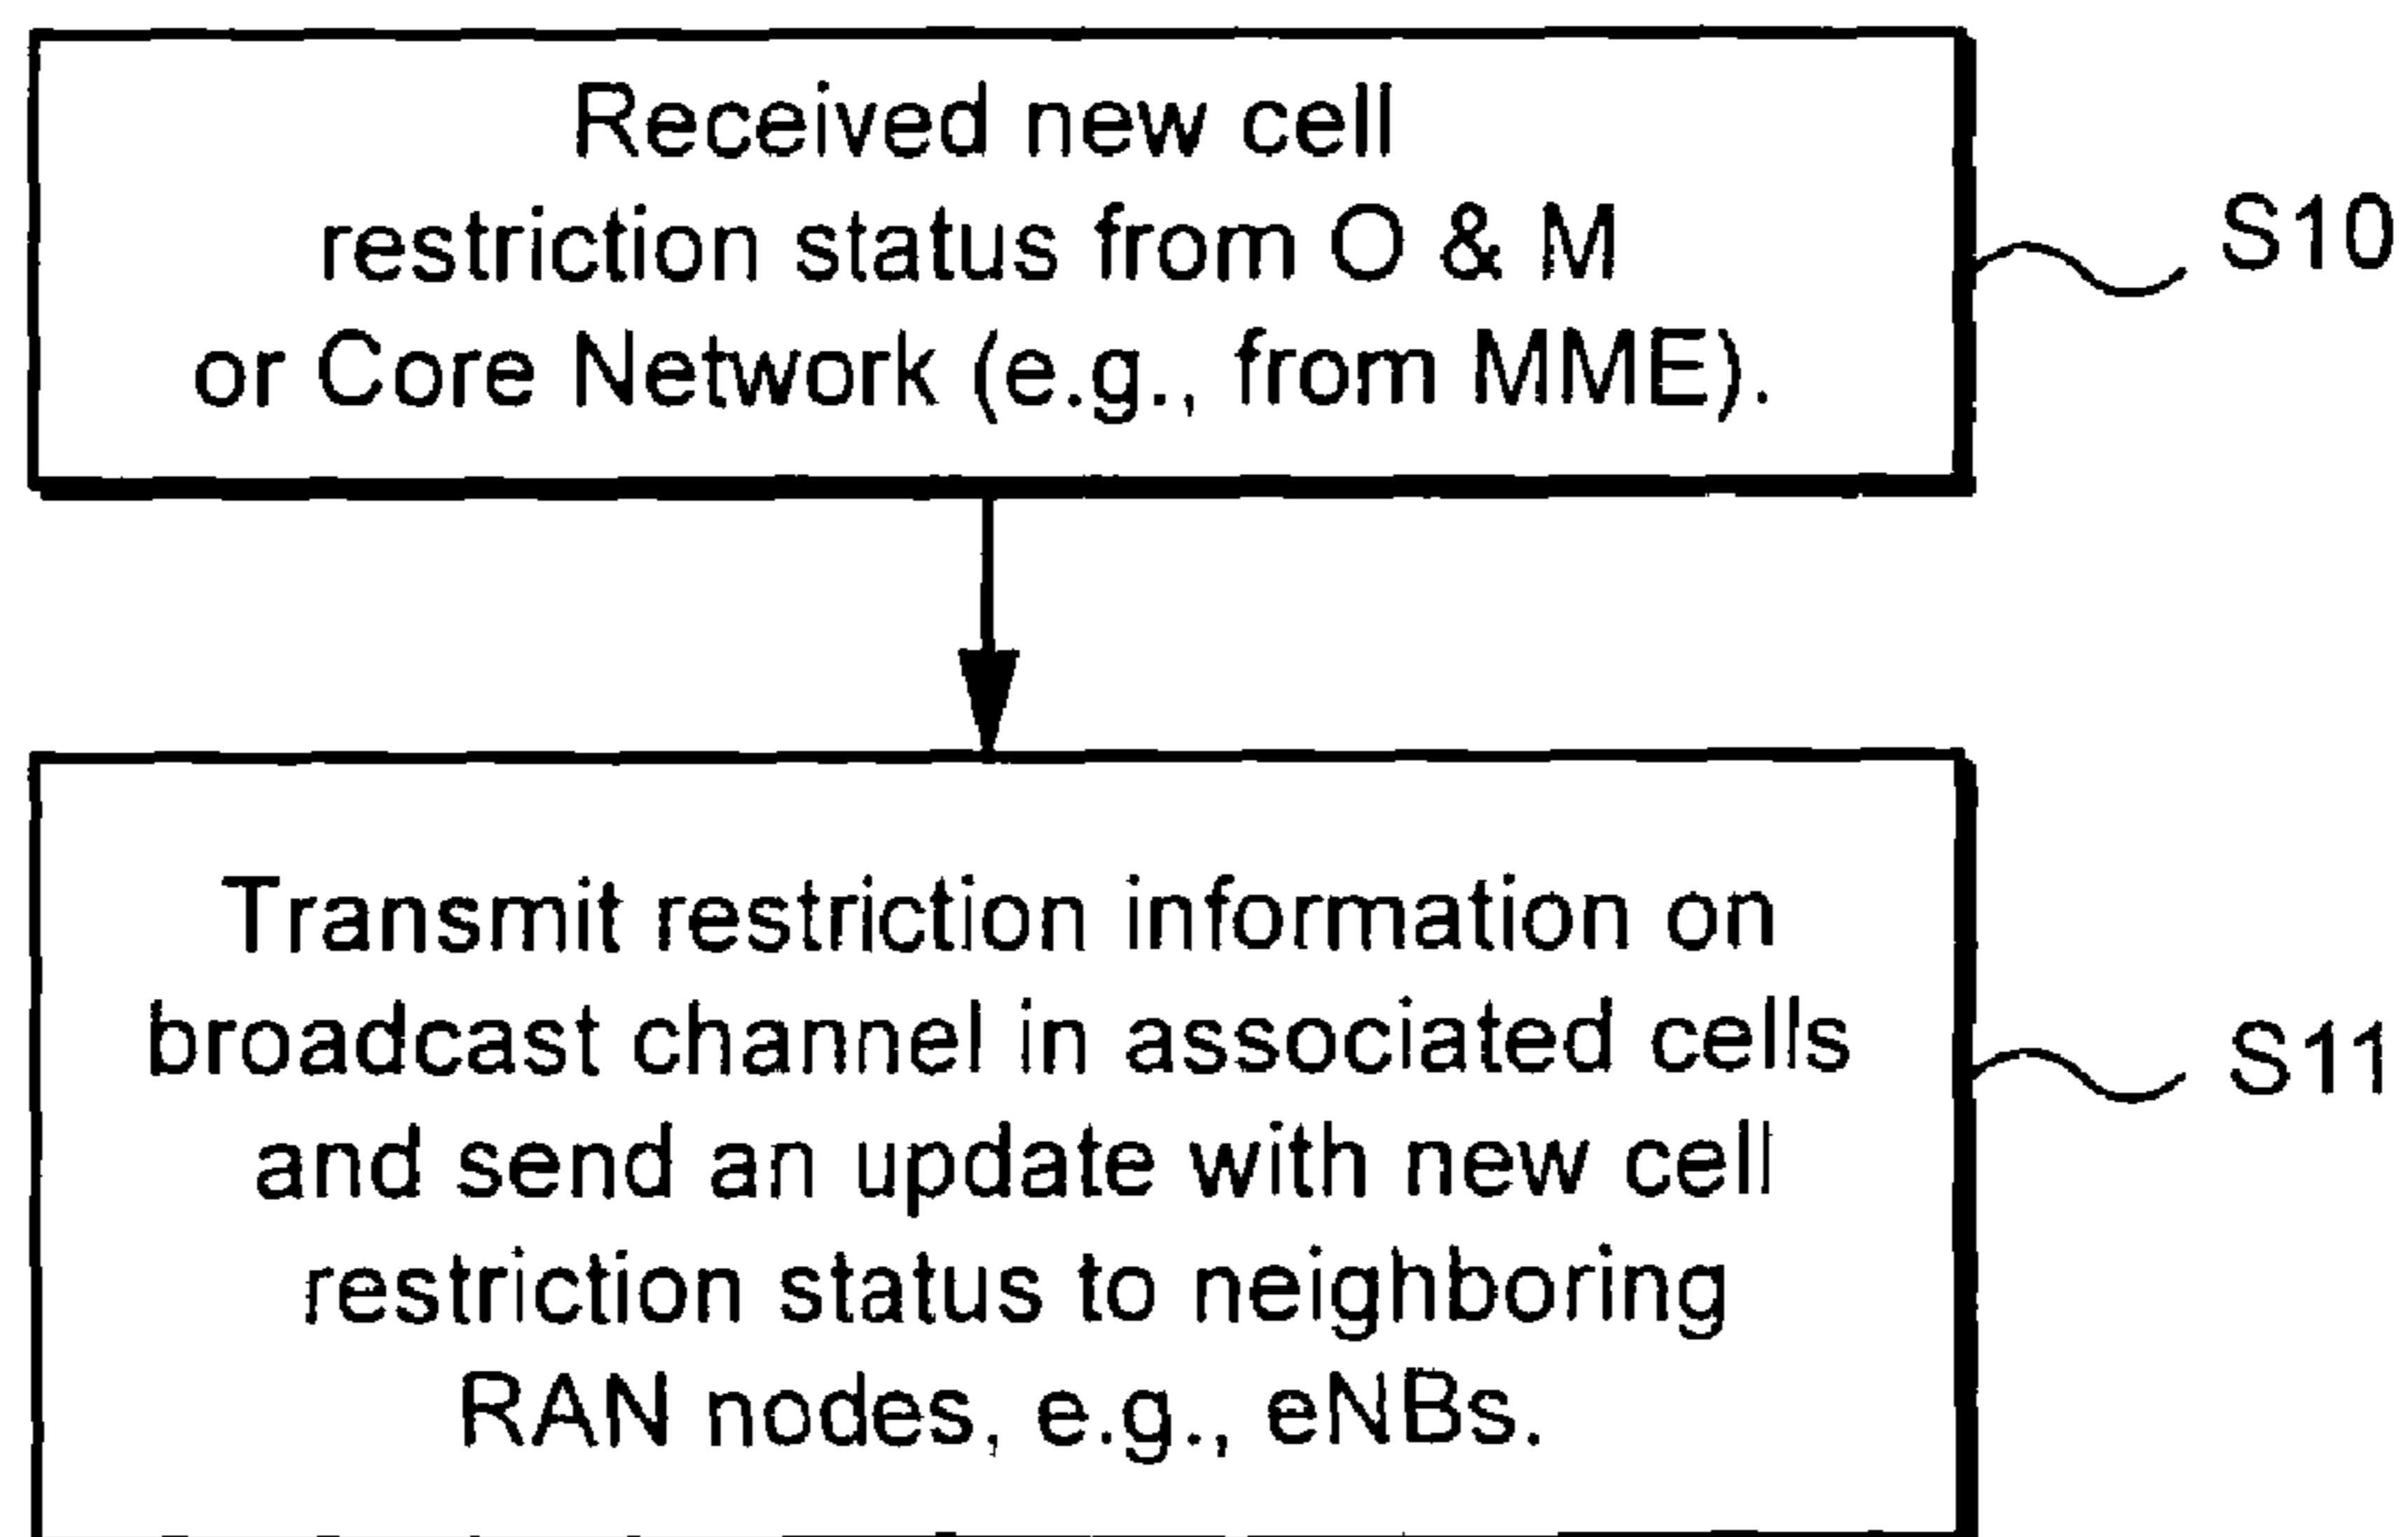 Received new cell
restriction status from O & M
or Core Network (e.g., from MME).
S10
Transmit restriction information on
broadcast channel in associated cells
and send an update with new cell
restriction status to neighboring
RAN nodes, e.g., eNBs.
S11